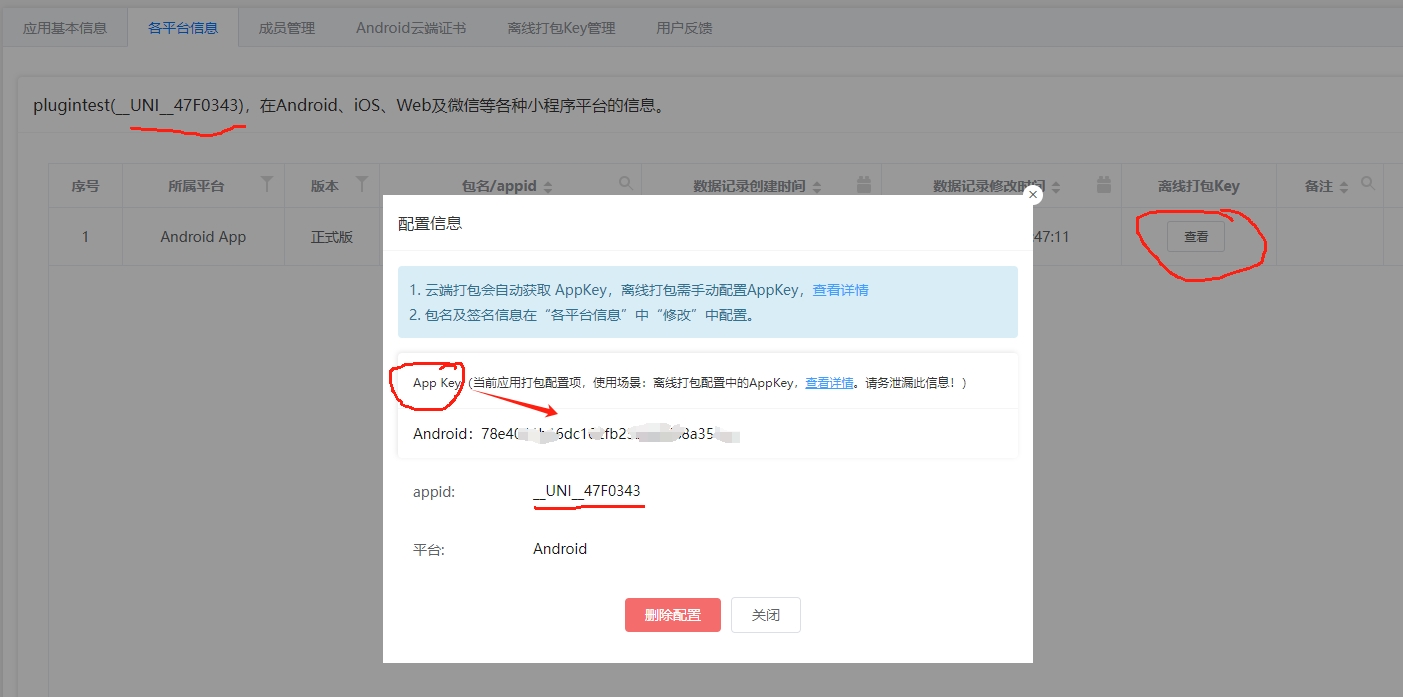 应用基本信息 各平台信息 成员管理 Android云端证书 离线打包Key管理 用户反馈
plugintest(__UNI__47F0343)，在Android、iOS、Web及微信等各种小程序平台的信息。
序号 所属平台 版本 包名/appid 数据记录创建时间 数据记录修改时间 离线打包Key 备注
1 Android App 正式版 47:11 查看
配置信息
1. 云端打包会自动获取 AppKey，离线打包需手动配置AppKey，查看详情
2. 包名及签名信息在“各平台信息”中“修改”中配置。
App Key (当前应用打包配置项，使用场景：离线打包配置中的AppKey，查看详情。请务泄漏此信息！)
Android：
appid: __UNI__47F0343
平台: Android
删除配置 关闭